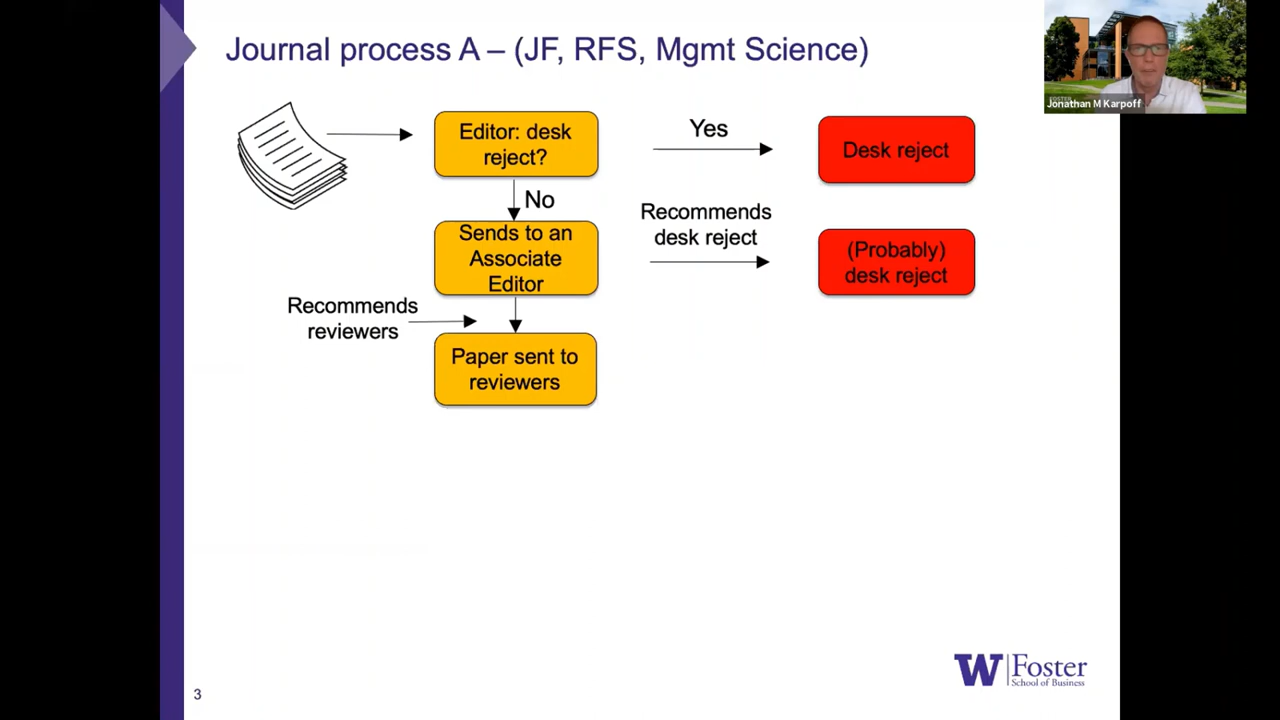 Journal process A – (JF, RFS, Mgmt Science)
Jonathan M Karpoff
Editor: desk
reject?
Yes
Desk reject
No
Sends to an
Associate
Editor
Recommends
desk reject
(Probably)
desk reject
Recommends
reviewers
Paper sent to
reviewers
W Foster
School of Business
3